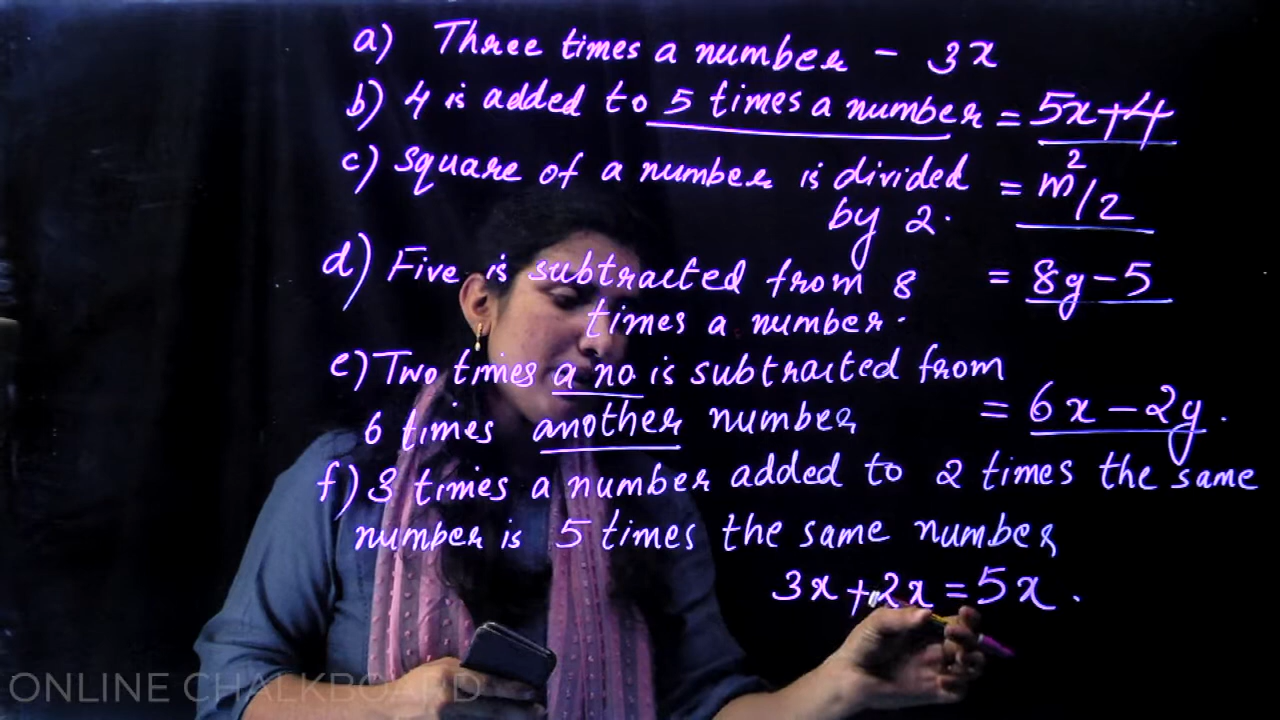 a) Three times a number - 3x
b) 4 is added to 5 times a number = 5x+4
c) Square of a number is divided = m²/2
by 2.
d) Five is subtracted from 8 = 8y-5
times a number.
e) Two times a no. is subtracted from
6 times another number = 6x-2y.
f) 3 times a number added to 2 times the same
number is 5 times the same number
3x+2x=5x.
ONLINE CHALKBOARD